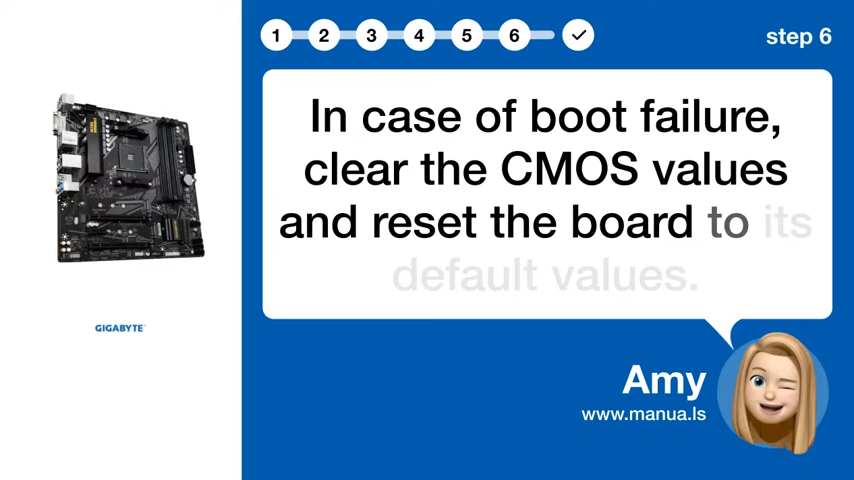 1 2 3 4 5 6
step 6
In case of boot failure,
clear the CMOS values
and reset the board to its
default values.
GIGABYTE
Amy
www.manua.ls